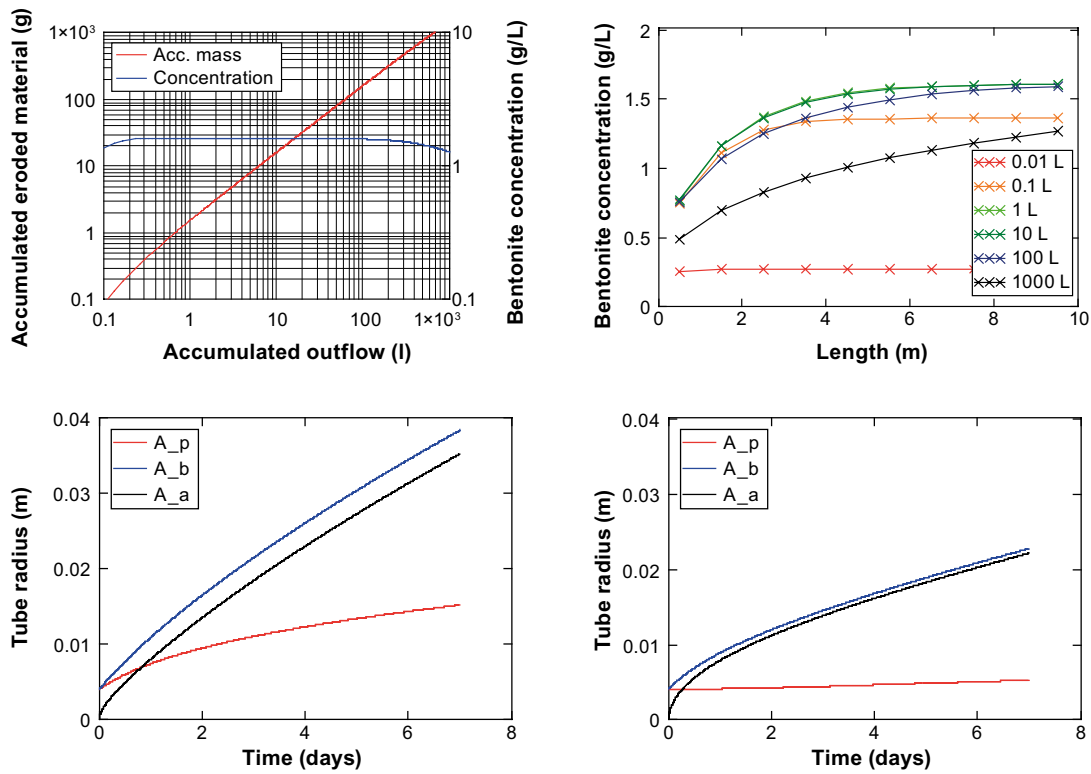 Accumulated eroded material (g)
1×10³
100
10
1
0.1
Acc. mass
Concentration
10
1
0.1
Bentonite concentration (g/L)
0.1
1
10
100
1×10³
Accumulated outflow (l)
Bentonite concentration (g/L)
2
1.5
1
0.5
0
0.01 L
0.1 L
1 L
10 L
100 L
1000 L
0
2
4
6
8
10
Length (m)
Tube radius (m)
0.04
0.03
0.02
0.01
0
A_p
A_b
A_a
0
2
4
6
8
Time (days)
Tube radius (m)
0.04
0.03
0.02
0.01
0
A_p
A_b
A_a
0
2
4
6
8
Time (days)